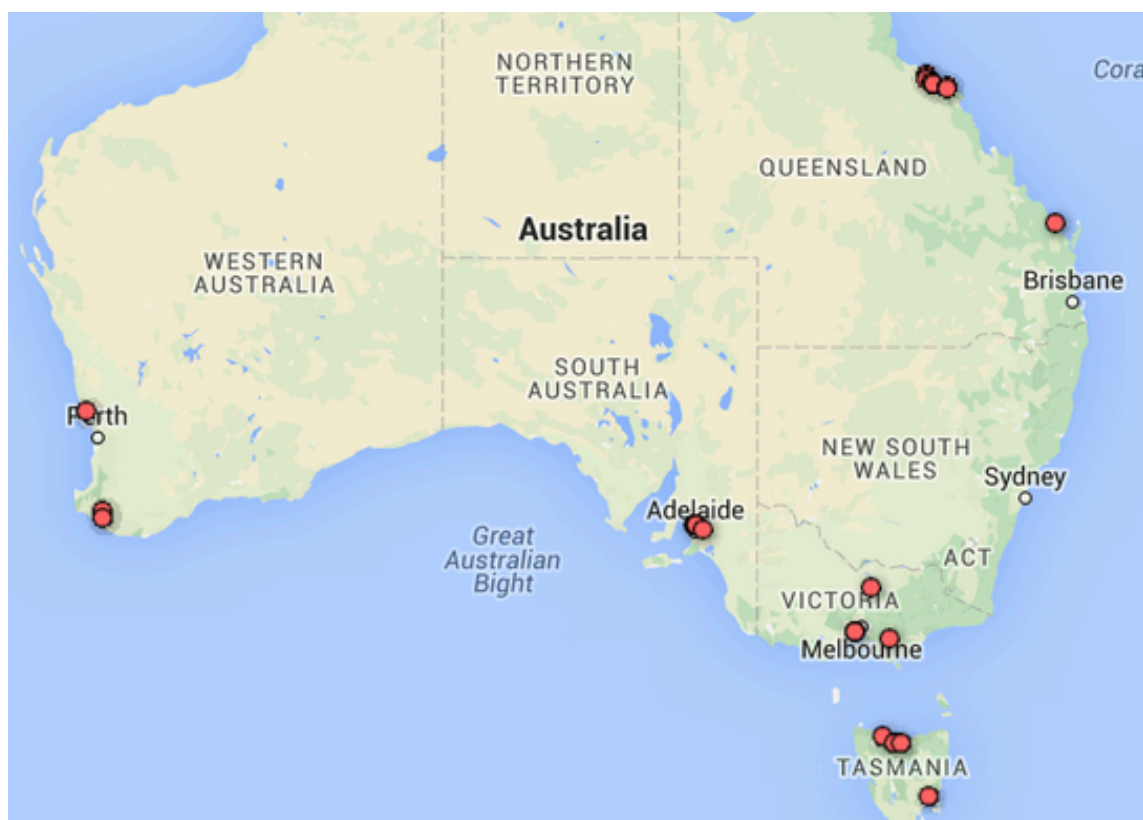 NORTHERN
TERRITORY
Cora
QUEENSLAND
Australia
WESTERN
AUSTRALIA
Brisbane
SOUTH
AUSTRALIA
Perth
NEW SOUTH
WALES
Sydney
Adelaide
Great
Australian
Bight
ACT
VICTORIA
Melbourne
TASMANIA